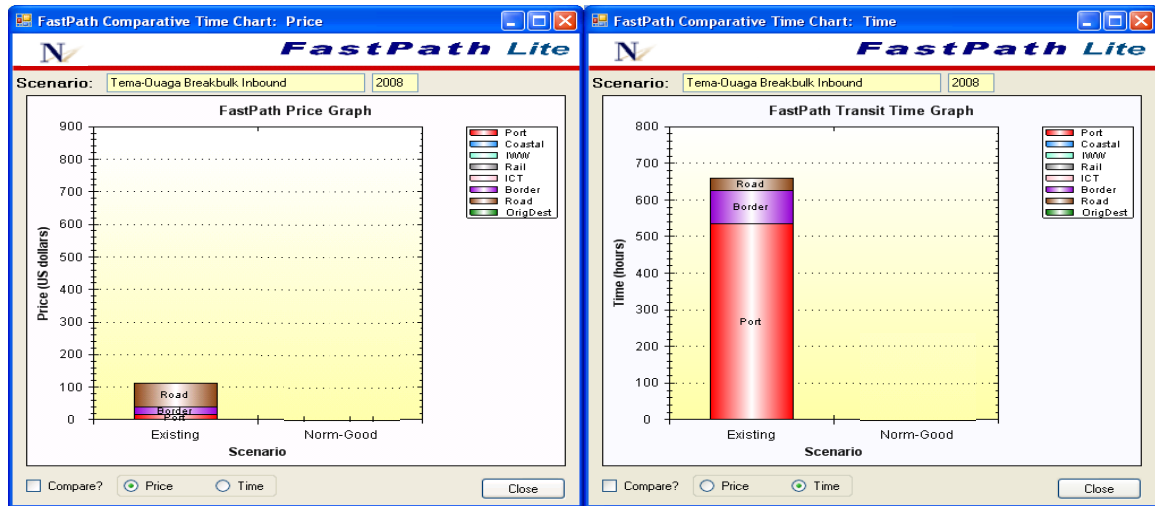 FastPath Comparative Time Chart: Price
N
FastPath Lite
Scenario: Tema-Ouaga Breakbulk Inbound 2008
FastPath Price Graph
900
800
700
600
500
400
300
200
100
0
Price (US dollars)
Road
Border
Port
Existing Norm-Good
Scenario
Port
Coastal
IWW
Rail
ICT
Border
Road
OrigDest
Compare? Price Time Close
FastPath Comparative Time Chart: Time
N
FastPath Lite
Scenario: Tema-Ouaga Breakbulk Inbound 2008
FastPath Transit Time Graph
800
700
600
500
400
300
200
100
0
Time (hours)
Road
Border
Port
Existing Norm-Good
Scenario
Port
Coastal
IWW
Rail
ICT
Border
Road
OrigDest
Compare? Price Time Close